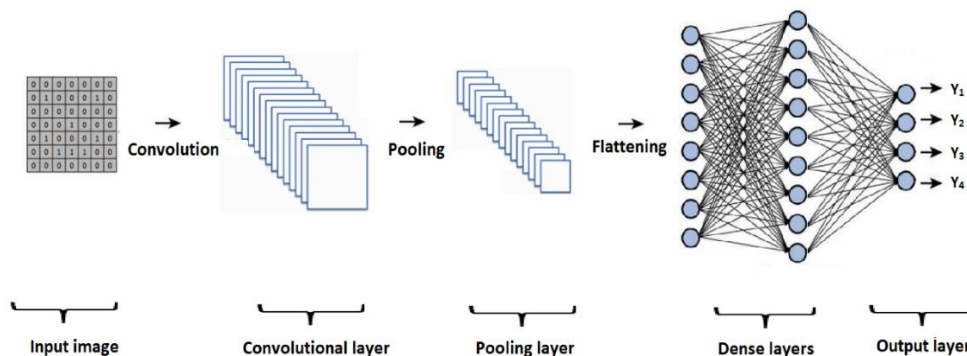 0 0 0 0 0 0 0
0 1 0 0 0 1 0
0 0 0 0 0 0 0
0 0 0 1 0 0 0
0 1 0 0 0 1 0
0 0 1 1 1 0 0
0 0 0 0 0 0 0
Convolution
Pooling
Flattening
Y1
Y2
Y3
Y4
Input image
Convolutional layer
Pooling layer
Dense layers
Output layer